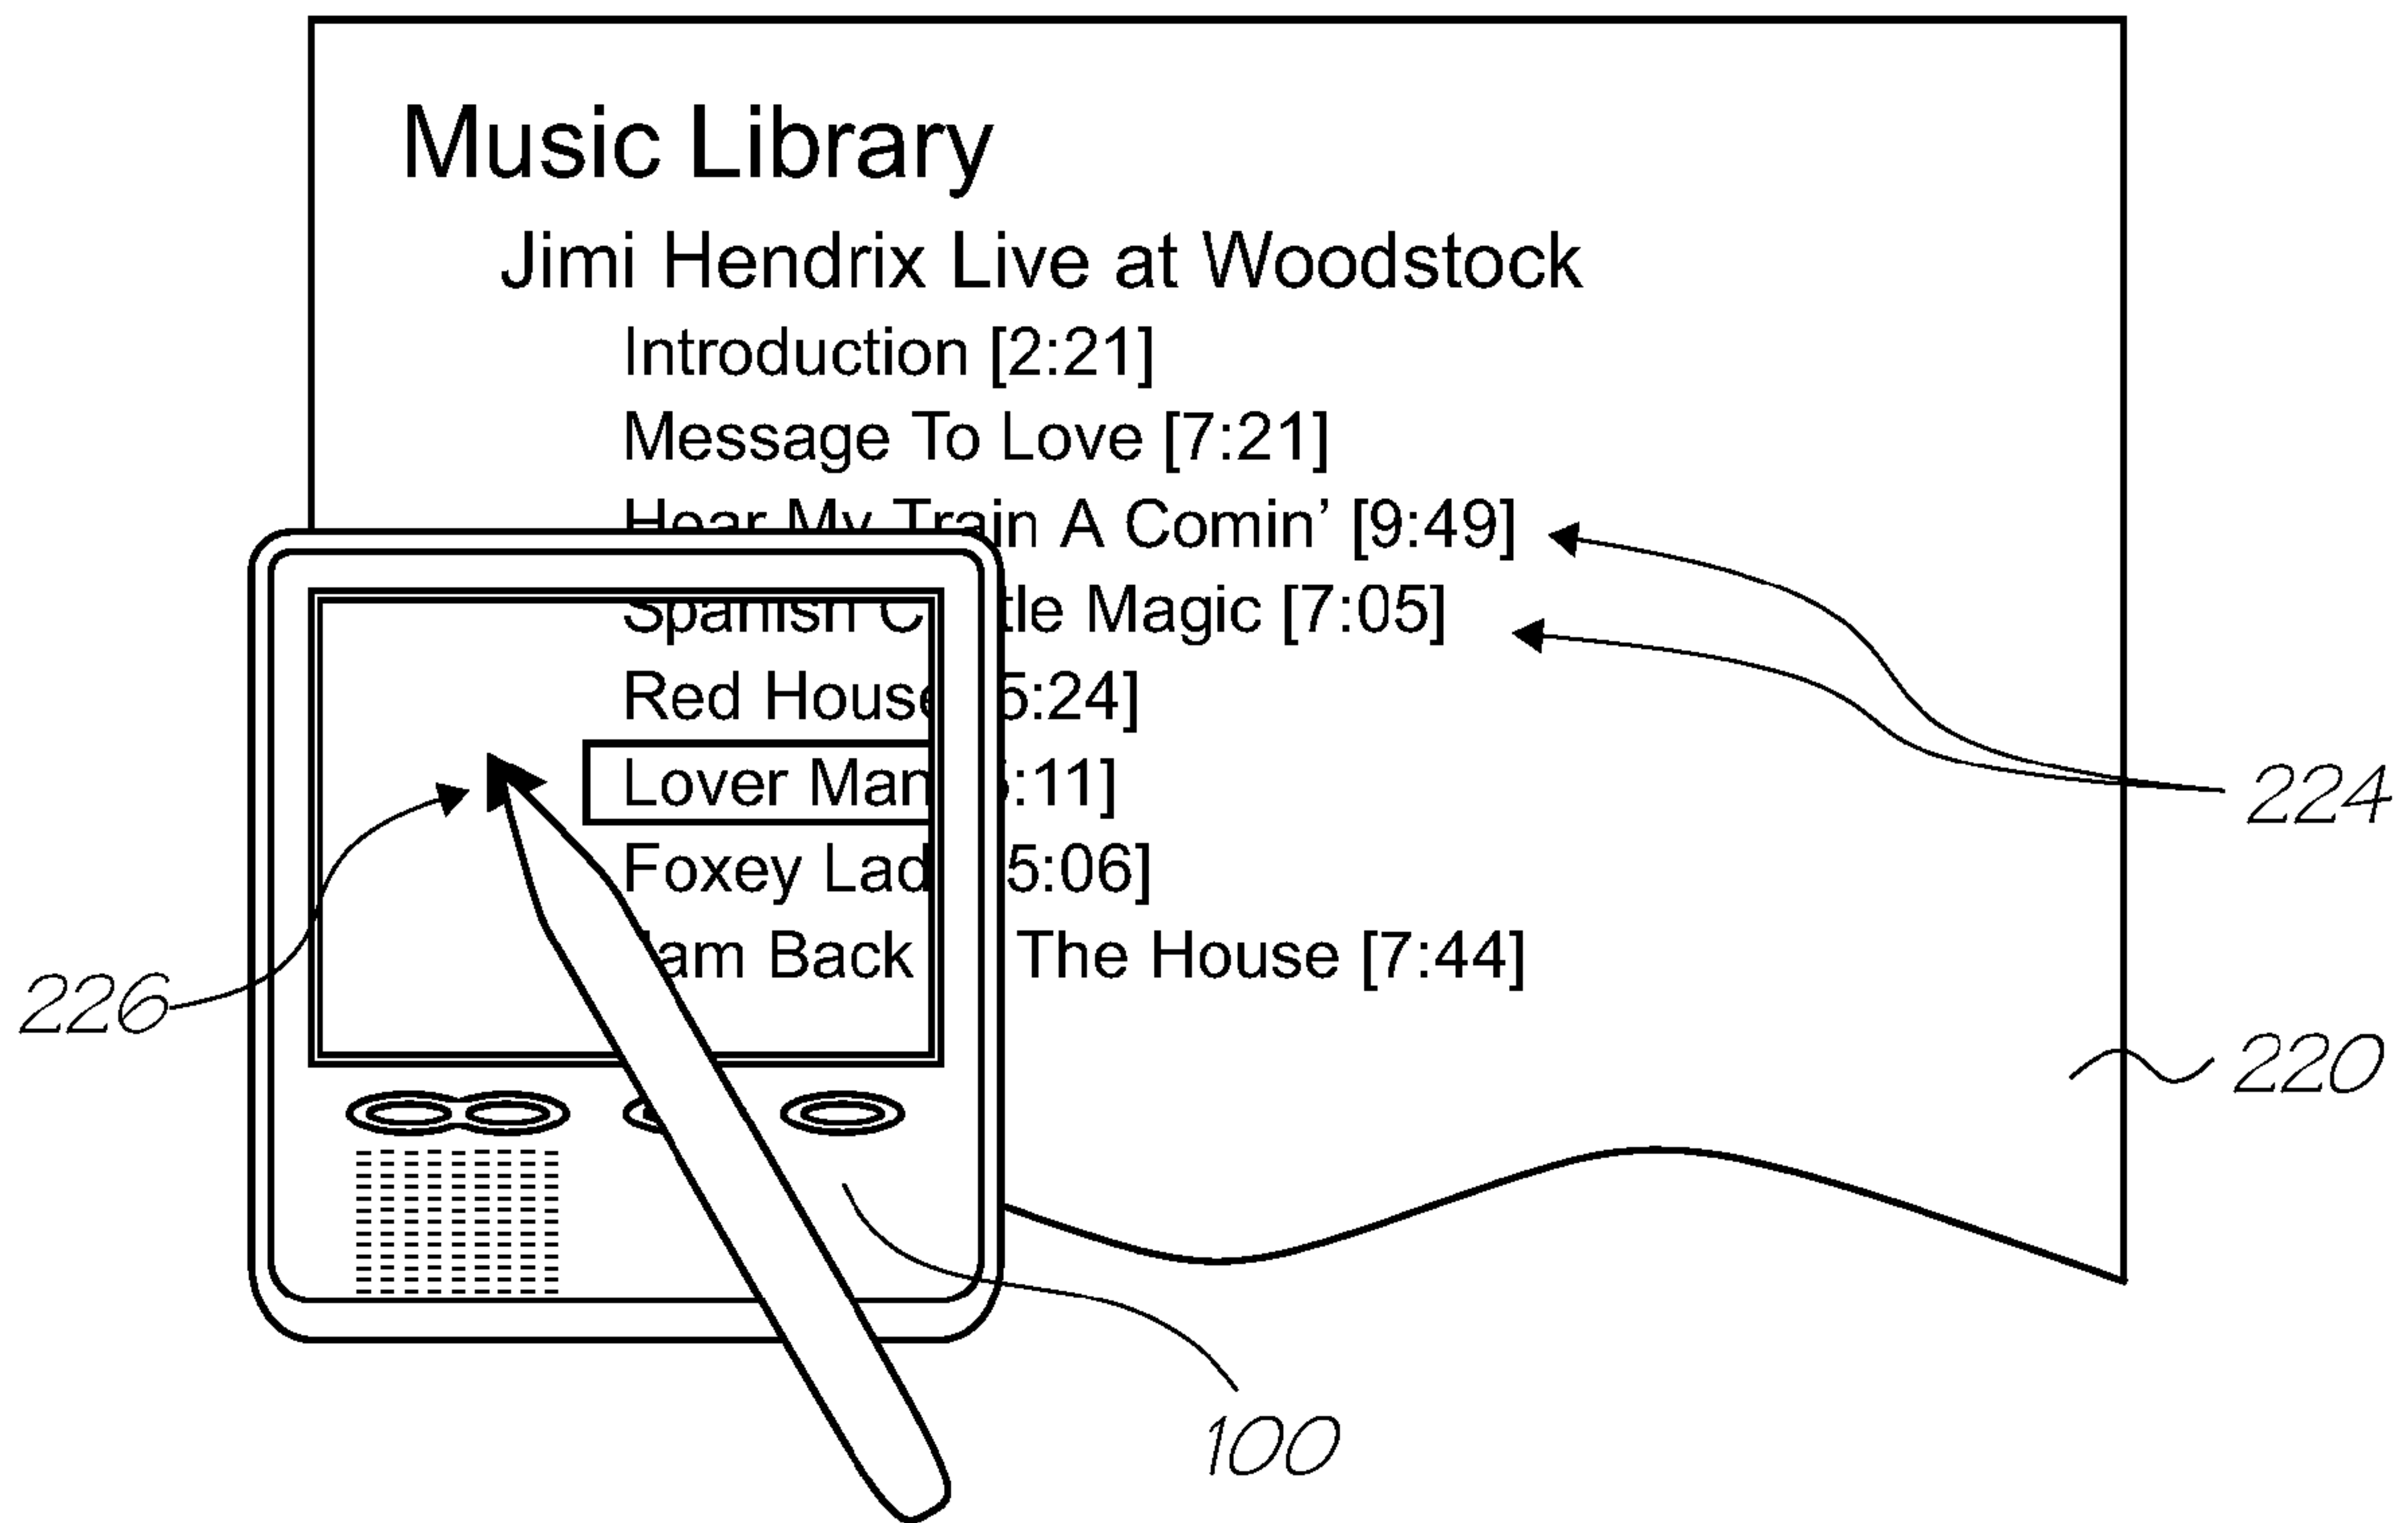 Music Library
Jimi Hendrix Live at Woodstock
Introduction [2:21]
Message To Love [7:21]
Hear My Train A Comin’ [9:49]
Spanish C tle Magic [7:05]
Red House 5:24]
Lover Man :11]
Foxey Lad 5:06]
Jam Back The House [7:44]
224
226
220
100